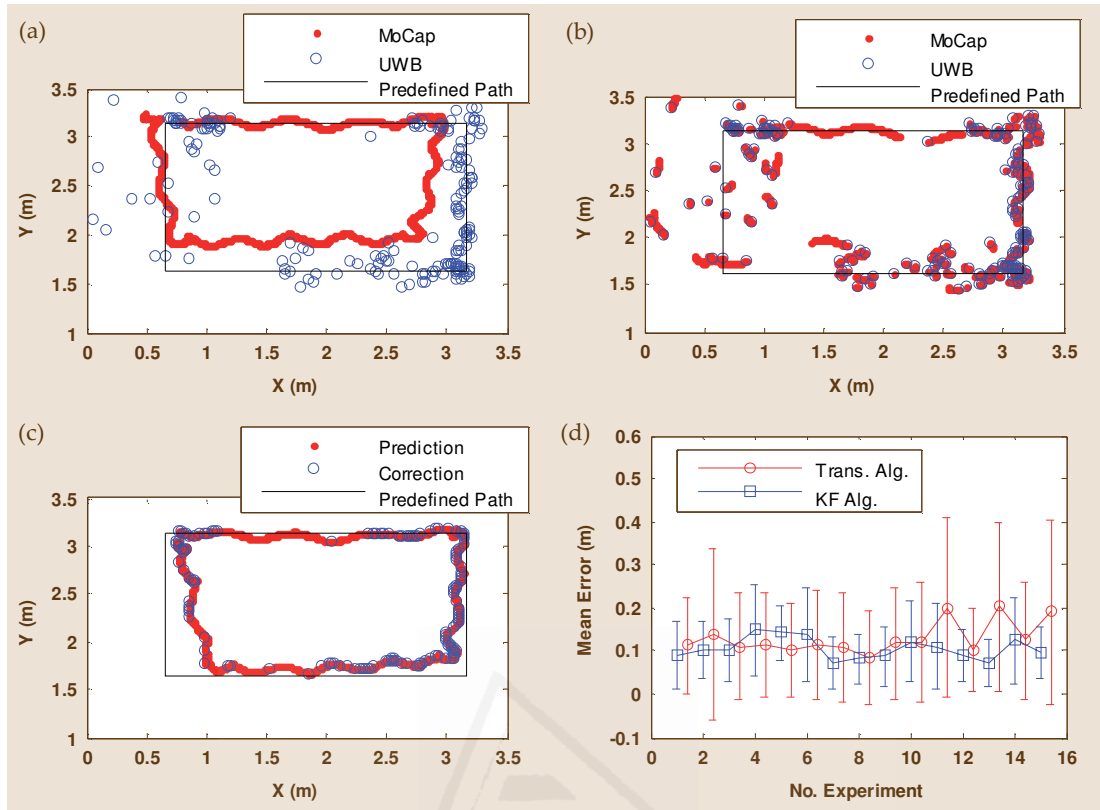 (a)
MoCap
UWB
Predefined Path
3.5
3
2.5
2
1.5
1
Y (m)
0
0.5
1
1.5
2
2.5
3
3.5
X (m)
(b)
MoCap
UWB
Predefined Path
3.5
3
2.5
2
1.5
1
Y (m)
0
0.5
1
1.5
2
2.5
3
3.5
X (m)
(c)
Prediction
Correction
Predefined Path
3.5
3
2.5
2
1.5
1
Y (m)
0
0.5
1
1.5
2
2.5
3
3.5
X (m)
(d)
Trans. Alg.
KF Alg.
0.6
0.5
0.4
0.3
0.2
0.1
0
-0.1
Mean Error (m)
0
2
4
6
8
10
12
14
16
No. Experiment